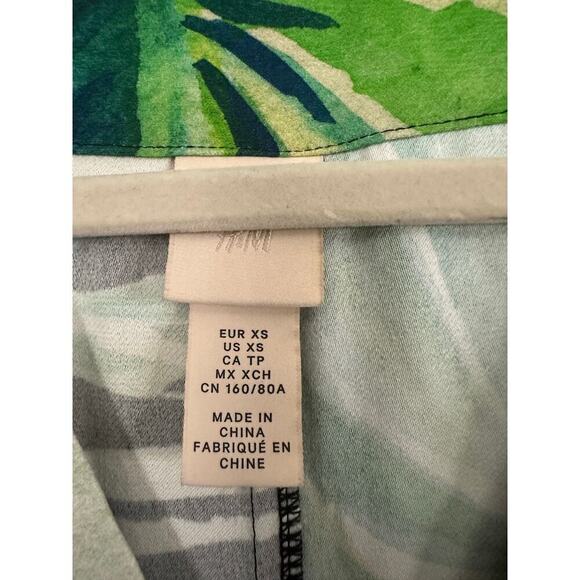 H&M
EUR XS
US XS
CA TP
MX XCH
CN 160/80A
MADE IN
CHINA
FABRIQUÉ EN
CHINE